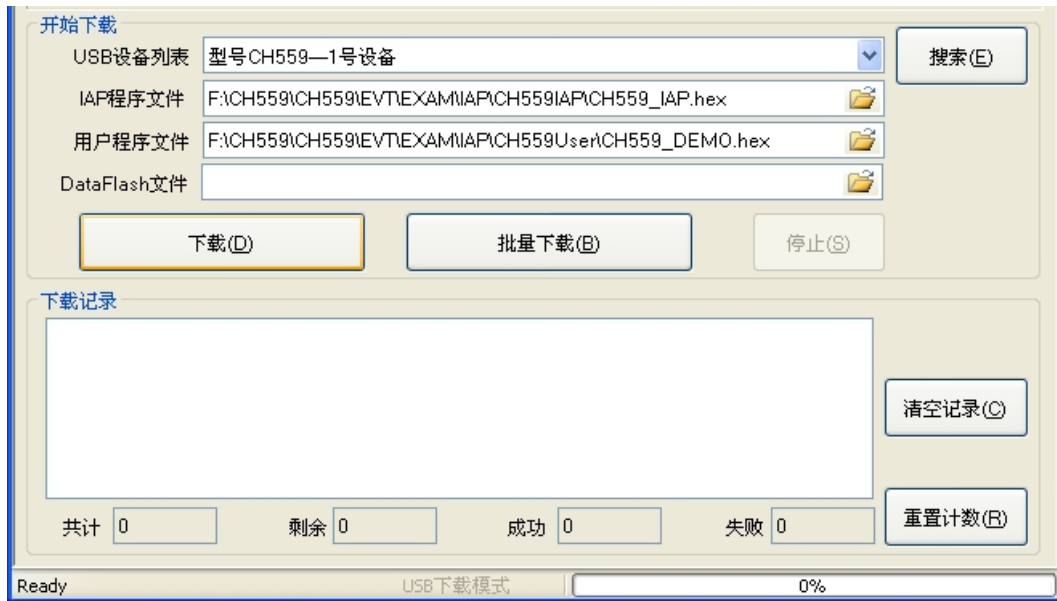 开始下载
USB设备列表 型号CH559—1号设备 搜索(E)
IAP程序文件 F:\CH559\CH559\EVT\EXAM\IAP\CH559IAP\CH559_IAP.hex
用户程序文件 F:\CH559\CH559\EVT\EXAM\IAP\CH559User\CH559_DEMO.hex
DataFlash文件
下载(D) 批量下载(B) 停止(S)
下载记录
清空记录(C)
共计 0 剩余 0 成功 0 失败 0 重置计数(R)
Ready USB下载模式 0%